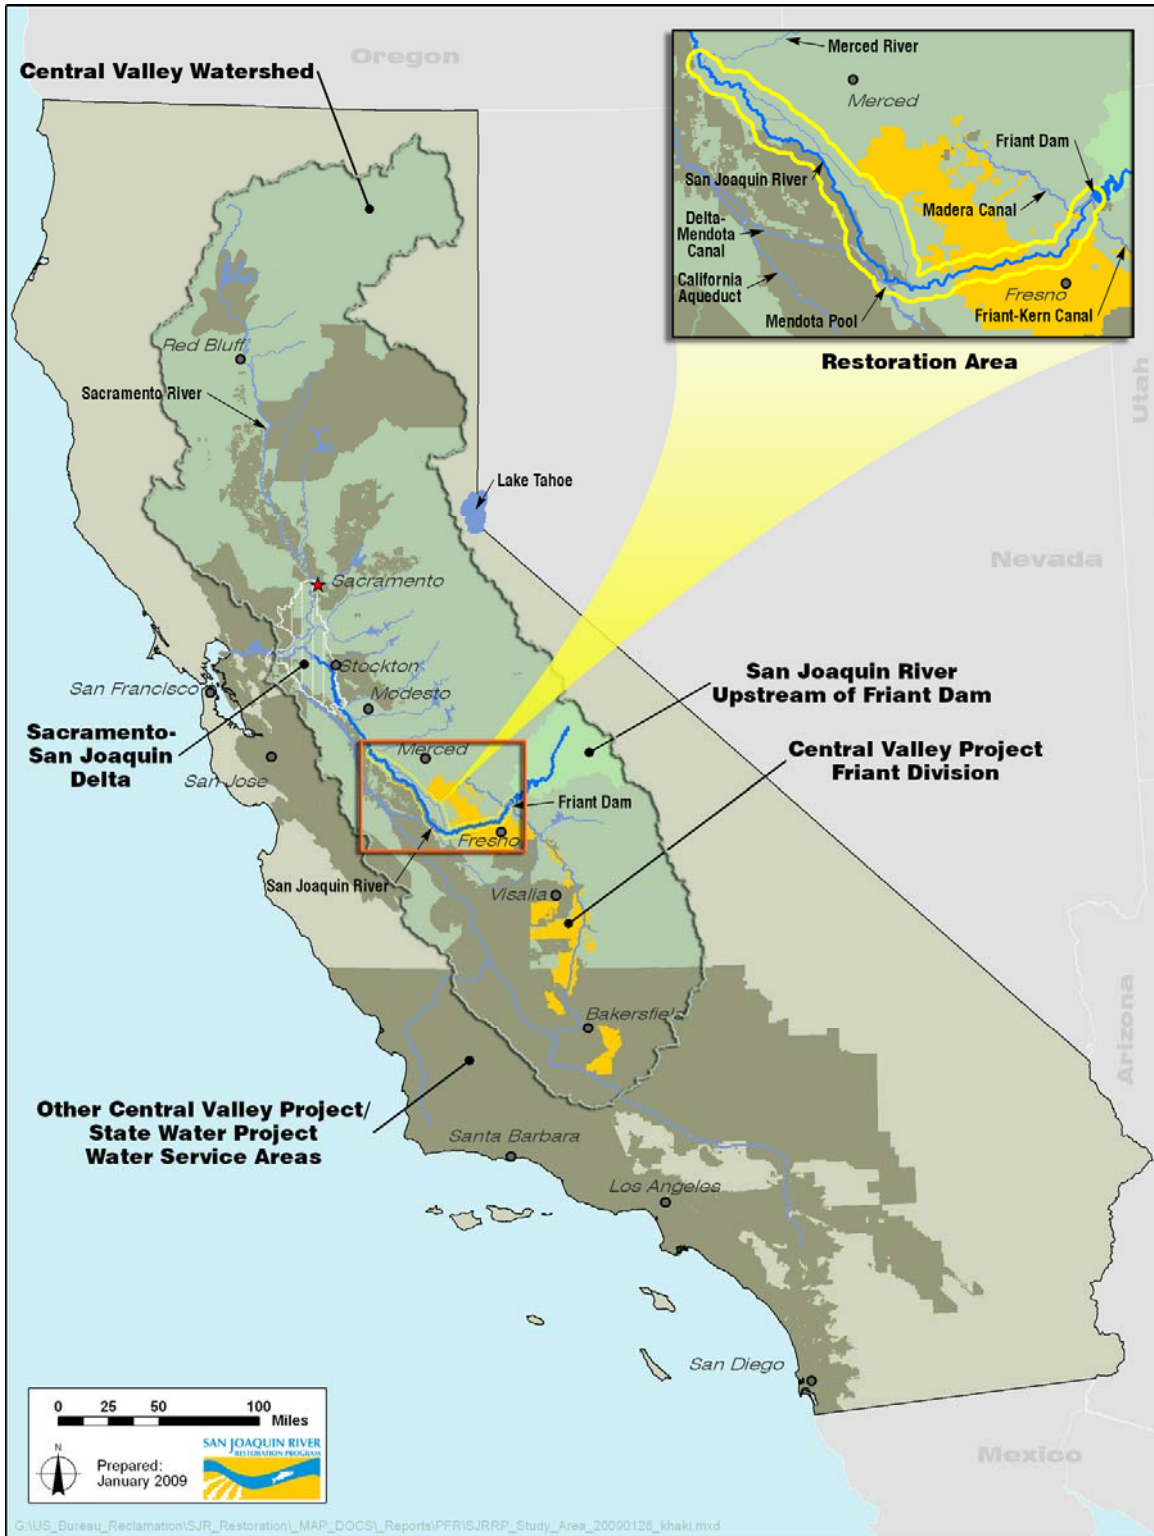 Oregon
Central Valley Watershed
Merced River
Merced
Friant Dam
San Joaquin River
Madera Canal
Delta-
Mendota
Canal
California
Aqueduct
Fresno
Mendota Pool
Friant-Kern Canal
Restoration Area
Utah
Red Bluff
Sacramento River
Lake Tahoe
Nevada
Sacramento
Stockton
San Francisco
Modesto
San Joaquin River
Upstream of Friant Dam
Sacramento-
San Joaquin
Delta
Merced
Central Valley Project
Friant Division
San Jose
Friant Dam
Fresno
San Joaquin River
Visalia
Arizona
Bakersfield
Other Central Valley Project/
State Water Project
Water Service Areas
Santa Barbara
Los Angeles
San Diego
0 25 50 100
Miles
N
Prepared:
January 2009
SAN JOAQUIN RIVER
RESTORATION PROGRAM
Mexico
G:\US_Bureau_Reclamation\SJR_Restoration\_MAP_DOCS\_Reports\PFR\SJRRP_Study_Area_20090128_khaki.mxd